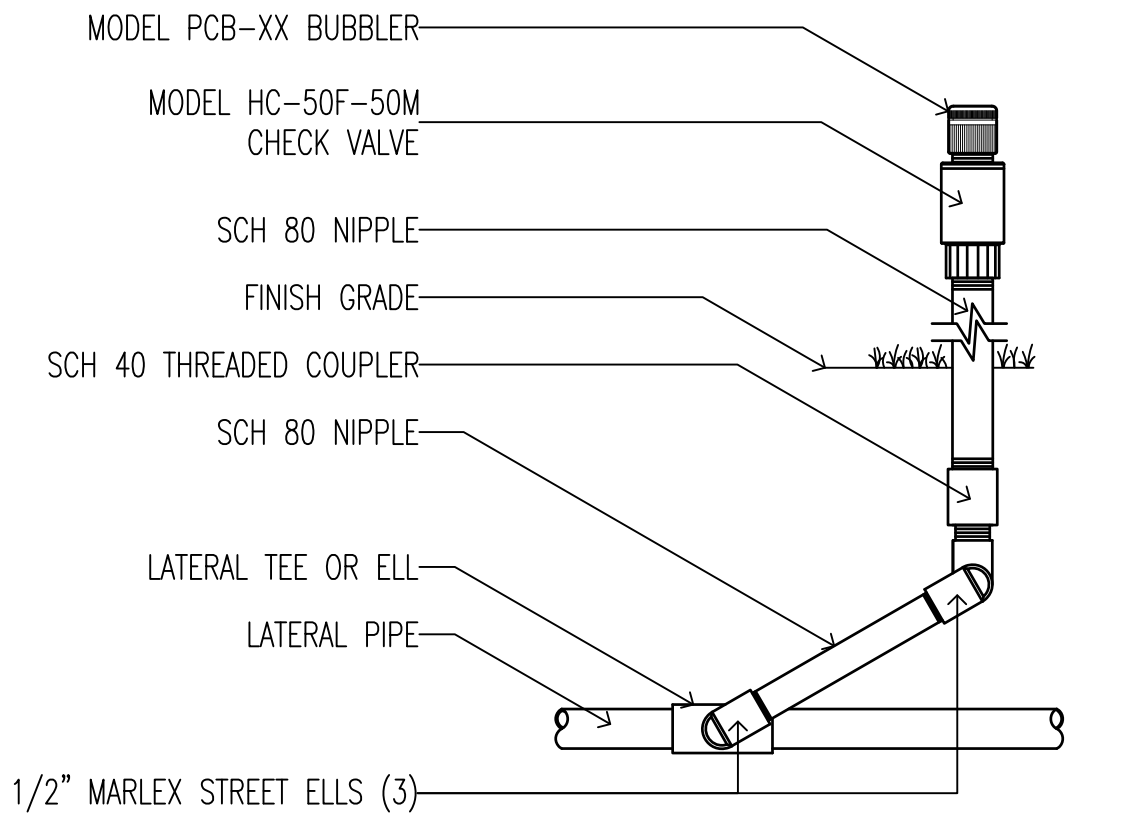 MODEL PCB-XX BUBBLER
MODEL HC-50F-50M
CHECK VALVE
SCH 80 NIPPLE
FINISH GRADE
SCH 40 THREADED COUPLER
SCH 80 NIPPLE
LATERAL TEE OR ELL
LATERAL PIPE
1/2” MARLEX STREET ELLS (3)